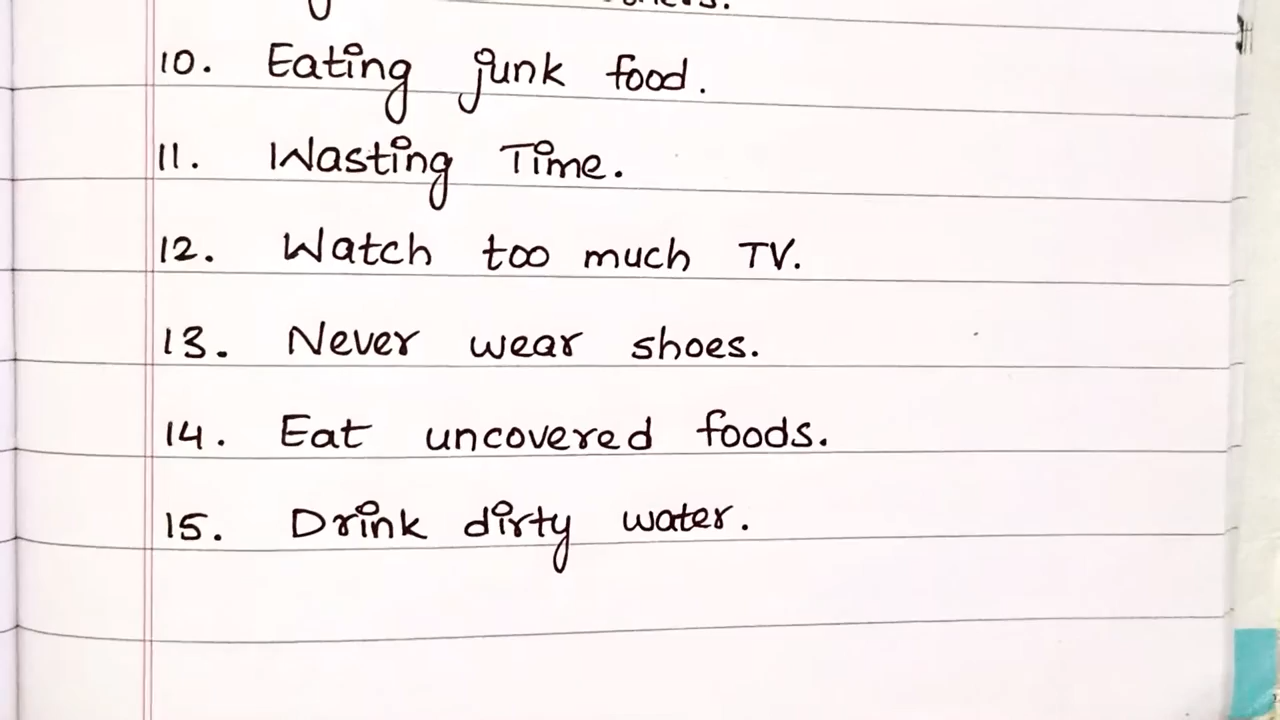 10. Eating junk food.
11. Wasting Time.
12. Watch too much TV.
13. Never wear shoes.
14. Eat uncovered foods.
15. Drink dirty water.